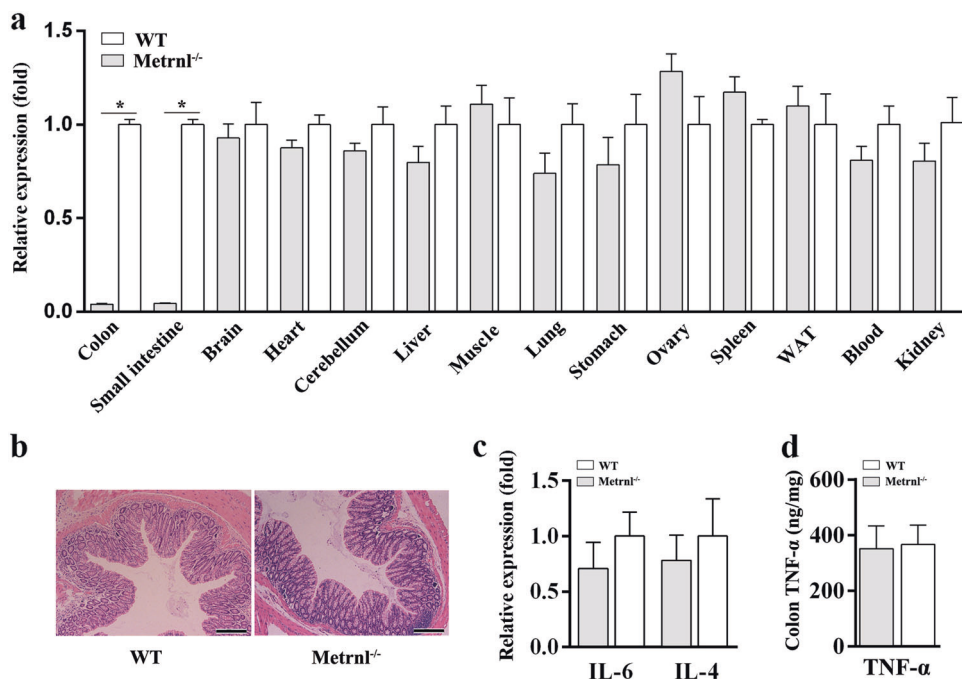 a
WT
Metrnl-/-
Relative expression (fold)
1.5
1.0
0.5
0.0
* *
Colon
Small intestine
Brain
Heart
Cerebellum
Liver
Muscle
Lung
Stomach
Ovary
Spleen
WAT
Blood
Kidney
b
WT
Metrnl-/-
c
WT
Metrnl-/-
Relative expression (fold)
1.5
1.0
0.5
0.0
IL-6 IL-4
d
WT
Metrnl-/-
Colon TNF-α (ng/mg)
600
400
200
0
TNF-α